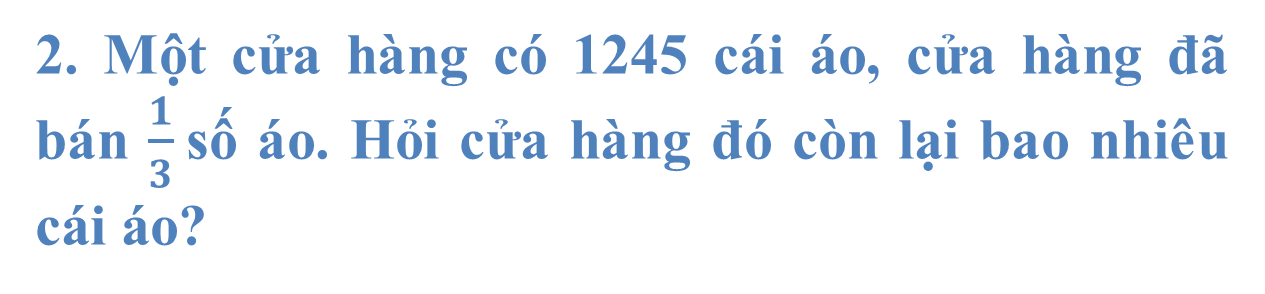 2. Một cửa hàng có 1245 cái áo, cửa hàng đã
bán 1/3 số áo. Hỏi cửa hàng đó còn lại bao nhiêu
cái áo?